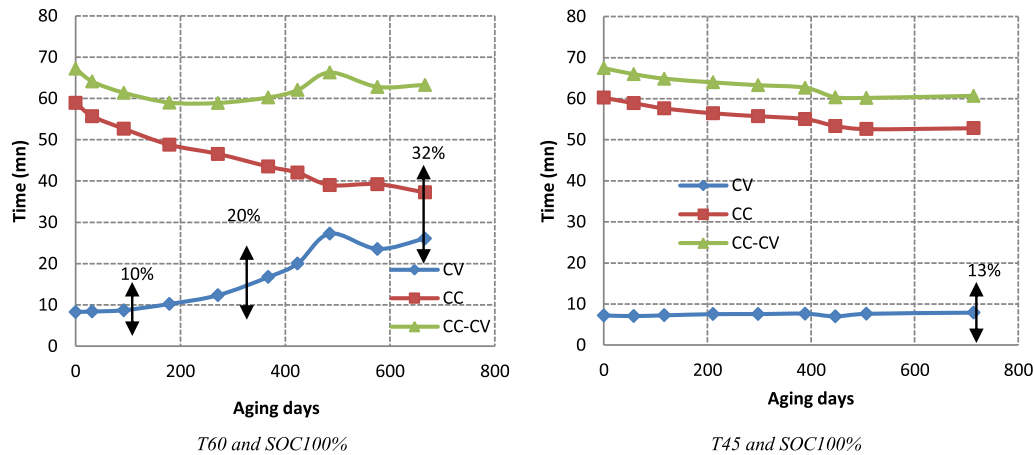 80
70
60
50
40
30
20
10
0
Time (mn)
10%
20%
32%
CV
CC
CC-CV
0 200 400 600 800
Aging days
T60 and SOC100%
80
70
60
50
40
30
20
10
0
Time (mn)
CV
CC
CC-CV
13%
0 200 400 600 800
Aging days
T45 and SOC100%